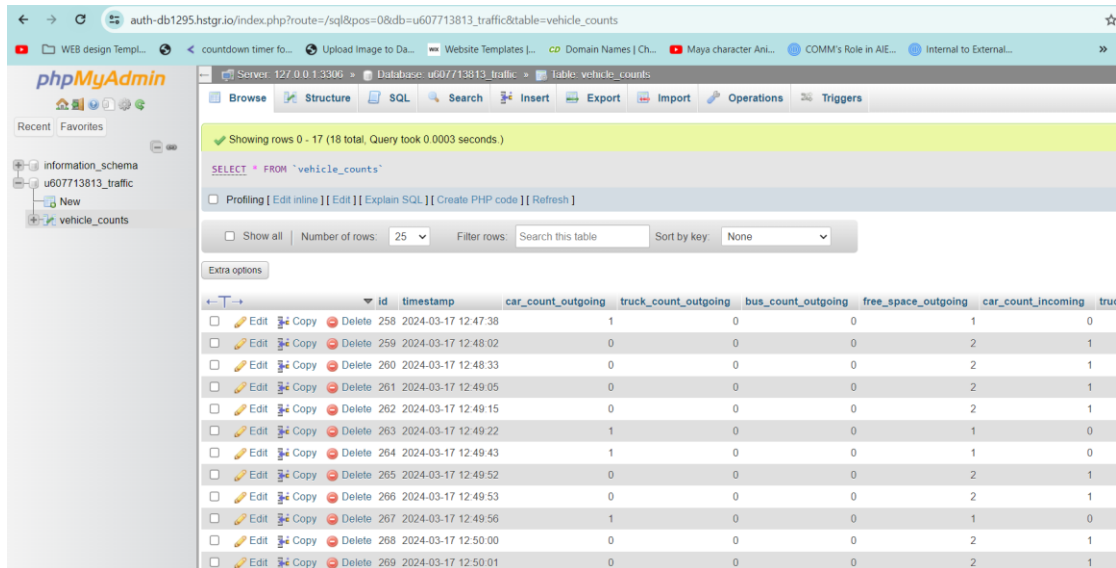 auth-db1295.hstgr.io/index.php?route=/sql&pos=0&db=u607713813_traffic&table=vehicle_counts
WEB design Templ... countdown timer fo... Upload Image to Da... Website Templates |... CD Domain Names | Ch... Maya character Ani... COMM's Role in AIE... Internal to External... »
phpMyAdmin
Recent Favorites
information_schema
u607713813_traffic
New
vehicle_counts
Server: 127.0.0.1:3306 » Database: u607713813_traffic » Table: vehicle_counts
Browse Structure SQL Search Insert Export Import Operations Triggers
Showing rows 0 - 17 (18 total, Query took 0.0003 seconds.)
SELECT * FROM `vehicle_counts`
Profiling [ Edit inline ] [ Edit ] [ Explain SQL ] [ Create PHP code ] [ Refresh ]
Show all | Number of rows: 25 Filter rows: Search this table Sort by key: None
Extra options
←T→ id timestamp car_count_outgoing truck_count_outgoing bus_count_outgoing free_space_outgoing car_count_incoming truc
Edit Copy Delete 258 2024-03-17 12:47:38 1 0 0 1 0
Edit Copy Delete 259 2024-03-17 12:48:02 0 0 0 2 1
Edit Copy Delete 260 2024-03-17 12:48:33 0 0 0 2 1
Edit Copy Delete 261 2024-03-17 12:49:05 0 0 0 2 1
Edit Copy Delete 262 2024-03-17 12:49:15 0 0 0 2 1
Edit Copy Delete 263 2024-03-17 12:49:22 1 0 0 1 0
Edit Copy Delete 264 2024-03-17 12:49:43 1 0 0 1 0
Edit Copy Delete 265 2024-03-17 12:49:52 0 0 0 2 1
Edit Copy Delete 266 2024-03-17 12:49:53 0 0 0 2 1
Edit Copy Delete 267 2024-03-17 12:49:56 1 0 0 1 0
Edit Copy Delete 268 2024-03-17 12:50:00 0 0 0 2 1
Edit Copy Delete 269 2024-03-17 12:50:01 0 0 0 2 1